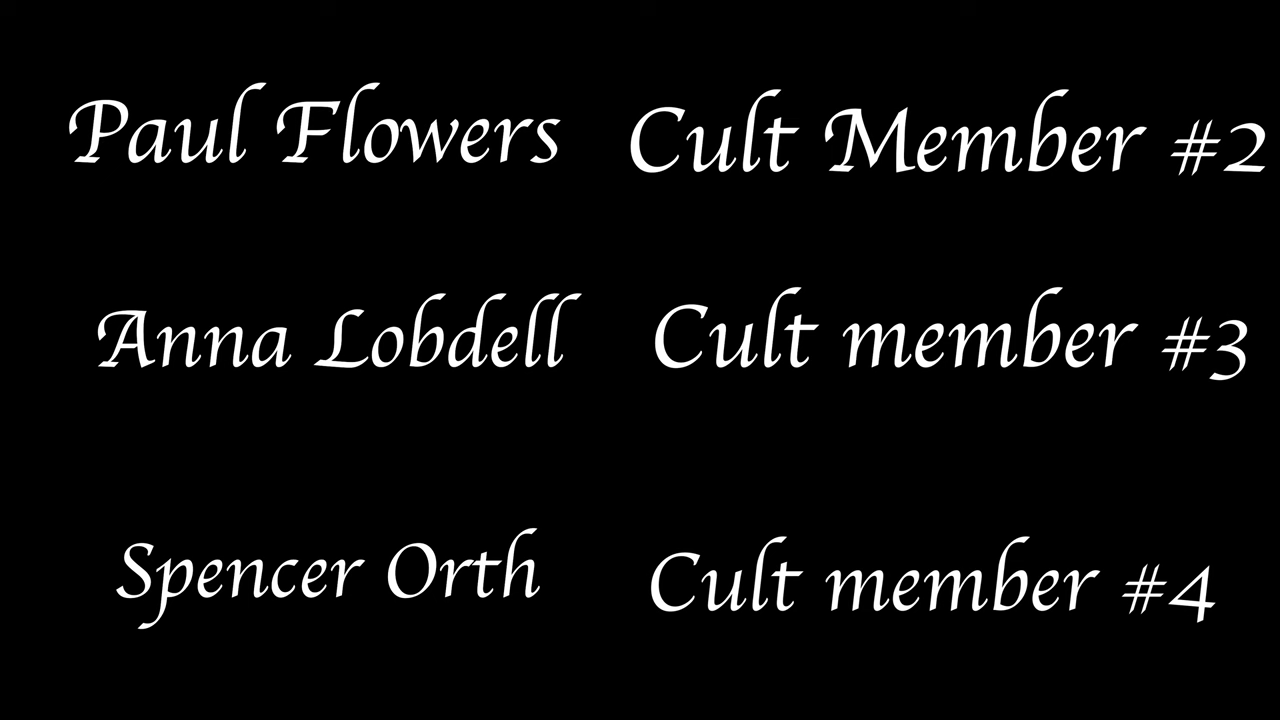 Paul Flowers Cult Member #2
Anna Lobdell Cult member #3
Spencer Orth Cult member #4